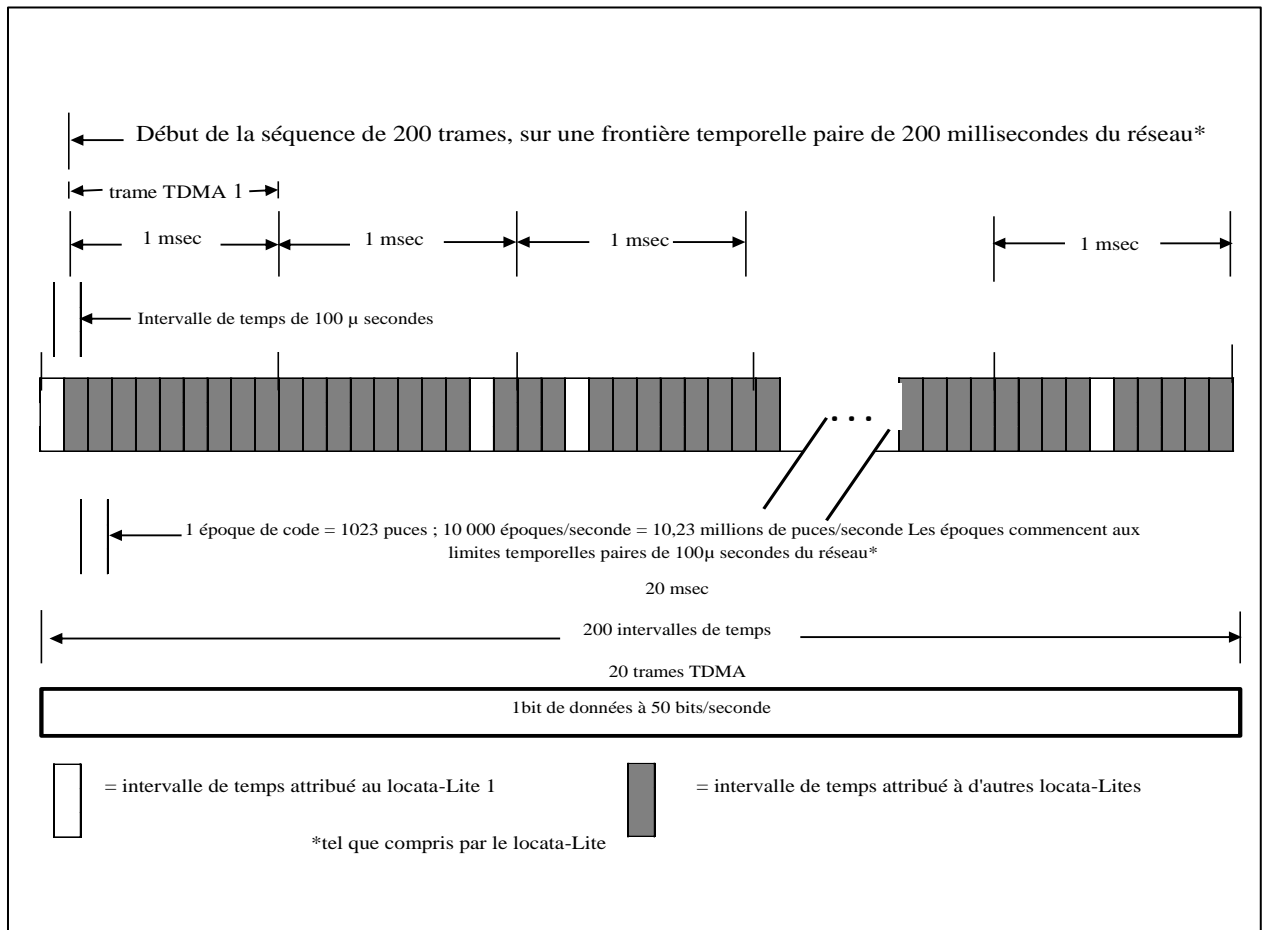 Début de la séquence de 200 trames, sur une frontière temporelle paire de 200 millisecondes du réseau*
trame TDMA 1
1 msec
1 msec
1 msec
1 msec
Intervalle de temps de 100 µ secondes
. . .
1 époque de code = 1023 puces ; 10 000 époques/seconde = 10,23 millions de puces/seconde Les époques commencent aux
limites temporelles paires de 100µ secondes du réseau*
20 msec
200 intervalles de temps
20 trames TDMA
1bit de données à 50 bits/seconde
= intervalle de temps attribué au locata-Lite 1
= intervalle de temps attribué à d'autres locata-Lites
*tel que compris par le locata-Lite